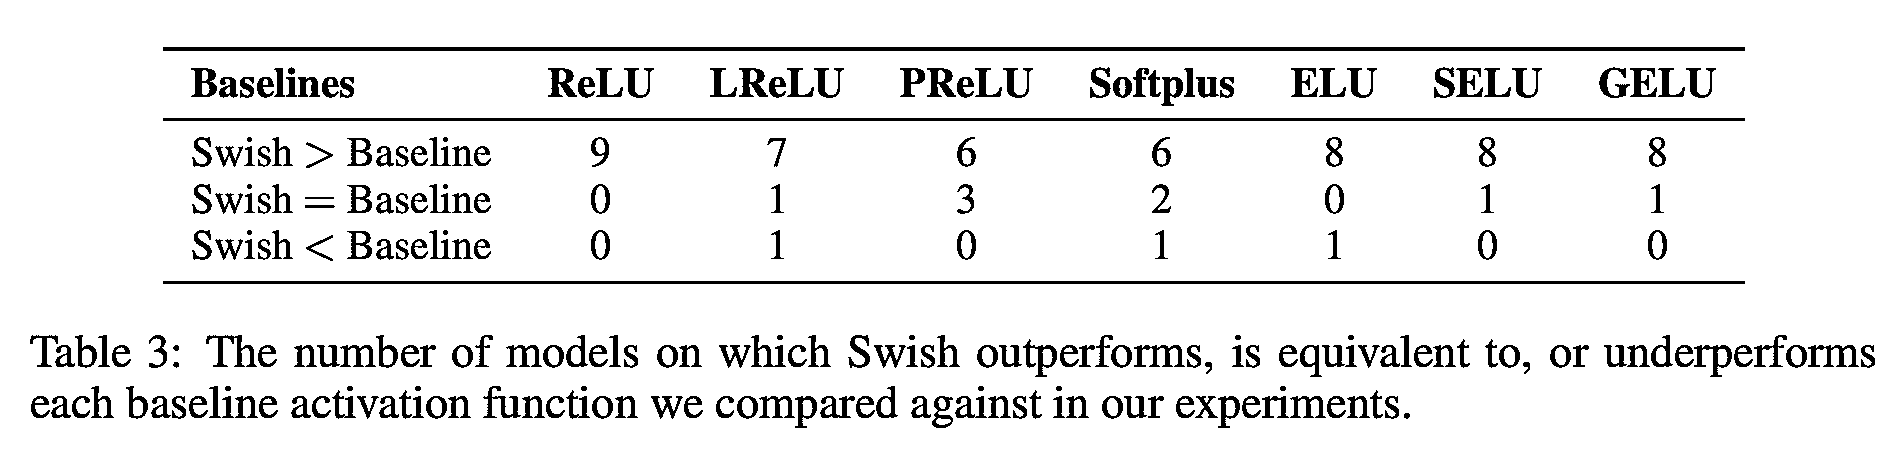 Baselines ReLU LReLU PReLU Softplus ELU SELU GELU
Swish > Baseline 9 7 6 6 8 8 8
Swish = Baseline 0 1 3 2 0 1 1
Swish < Baseline 0 1 0 1 1 0 0
Table 3: The number of models on which Swish outperforms, is equivalent to, or underperforms
each baseline activation function we compared against in our experiments.